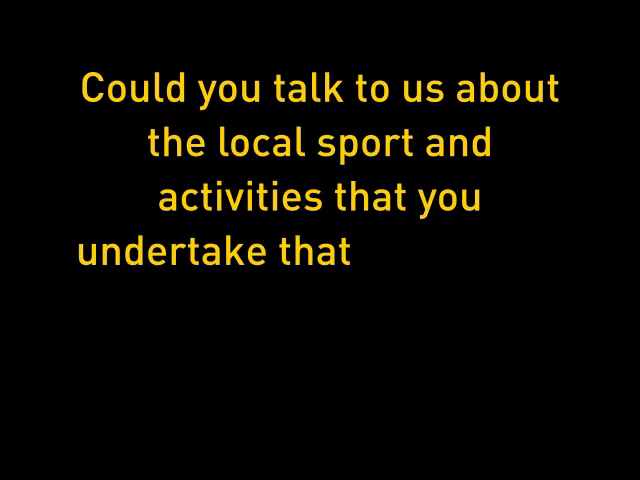 Could you talk to us about
the local sport and
activities that you
undertake that